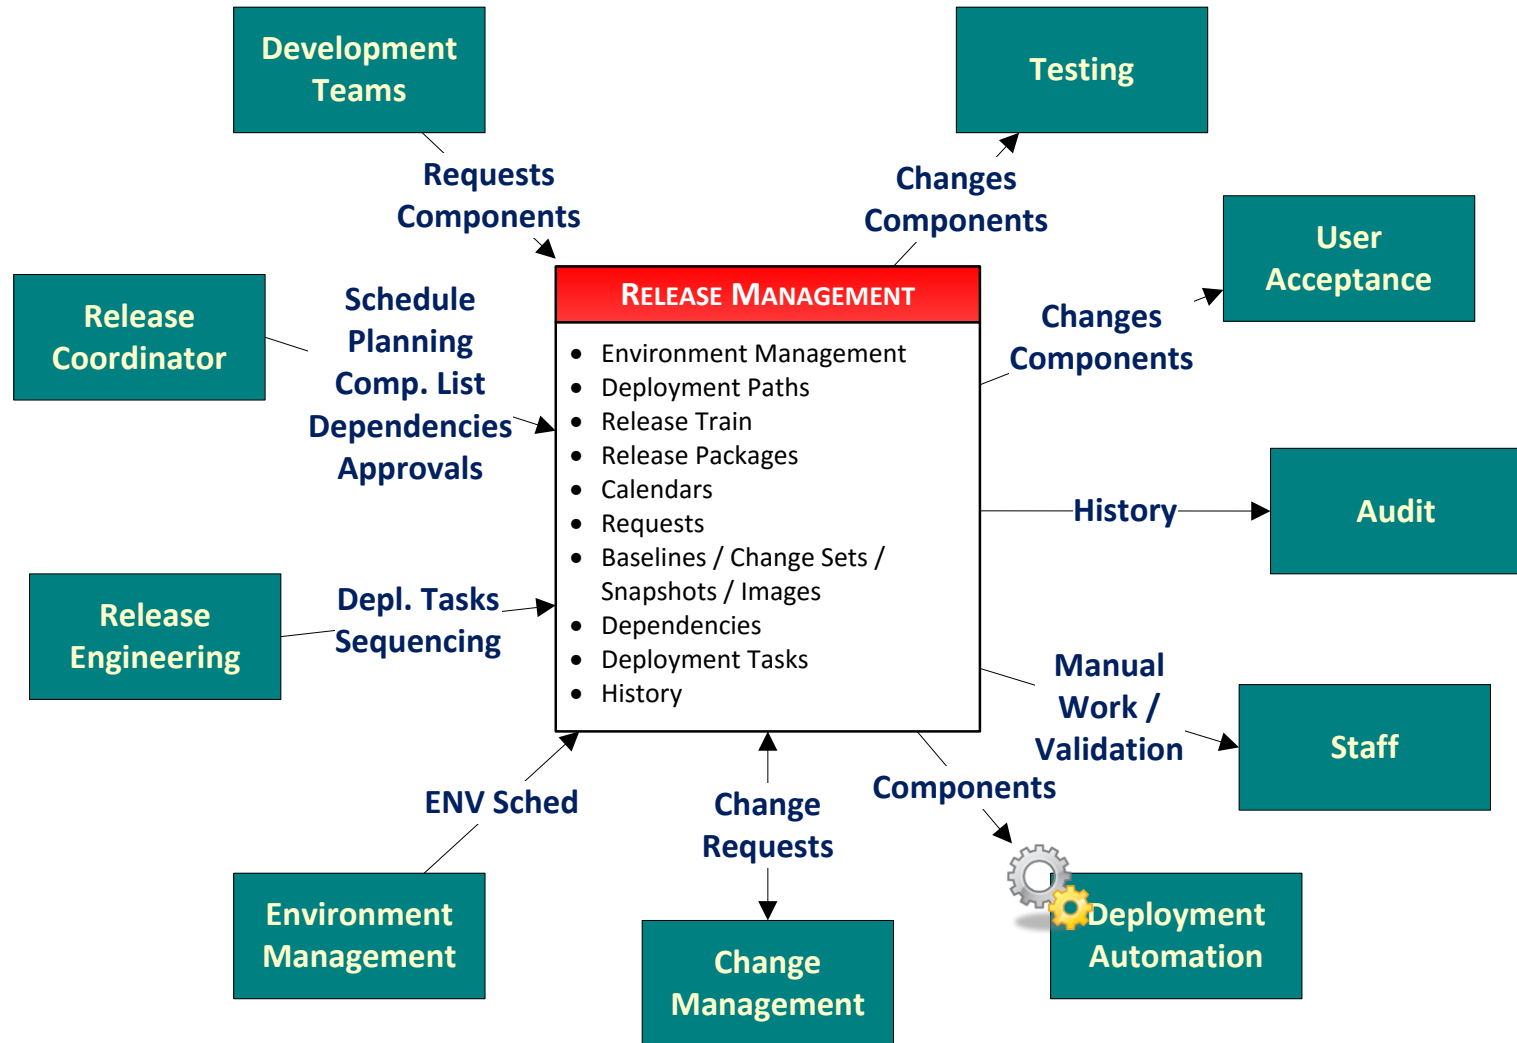 Development
Teams
Testing
Requests
Components
Changes
Components
User
Acceptance
Release
Coordinator
Schedule
Planning
Comp. List
Dependencies
Approvals
RELEASE MANAGEMENT
• Environment Management
• Deployment Paths
• Release Train
• Release Packages
• Calendars
• Requests
• Baselines / Change Sets /
Snapshots / Images
• Dependencies
• Deployment Tasks
• History
Changes
Components
History
Audit
Release
Engineering
Depl. Tasks
Sequencing
Manual
Work /
Validation
Staff
ENV Sched
Change
Requests
Components
Environment
Management
Change
Management
Deployment
Automation